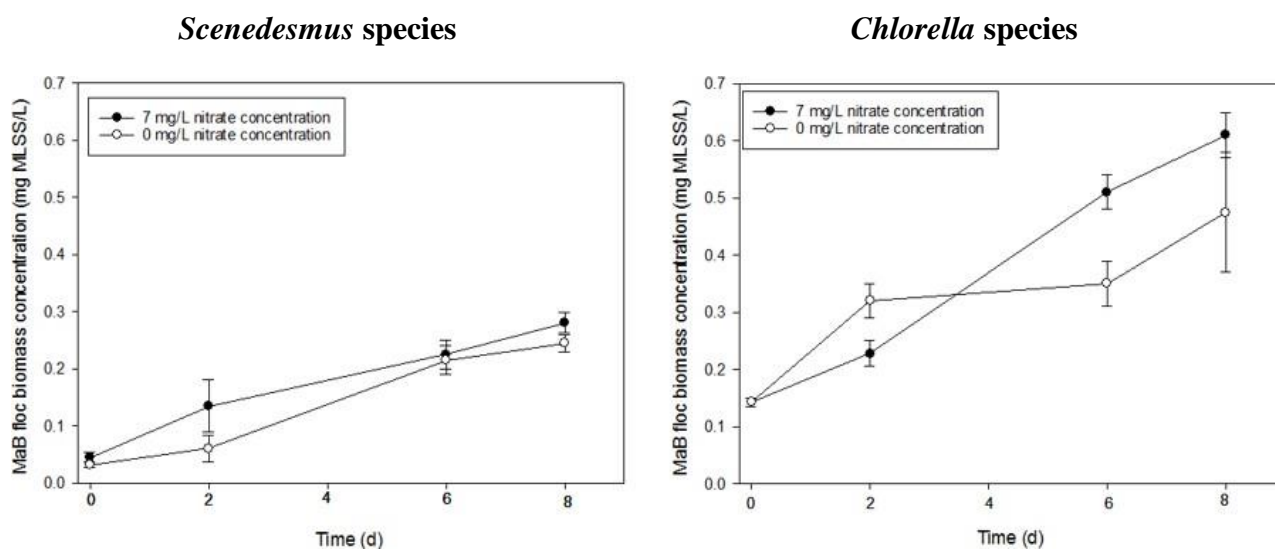 Scenedesmus species
MaB floc biomass concentration (mg MLSS/L)
0.7
0.6
0.5
0.4
0.3
0.2
0.1
0.0
7 mg/L nitrate concentration
0 mg/L nitrate concentration
0 2 4 6 8
Time (d)
Chlorella species
MaB floc biomass concentration (mg MLSS/L)
0.7
0.6
0.5
0.4
0.3
0.2
0.1
0.0
7 mg/L nitrate concentration
0 mg/L nitrate concentration
0 2 4 6 8
Time (d)